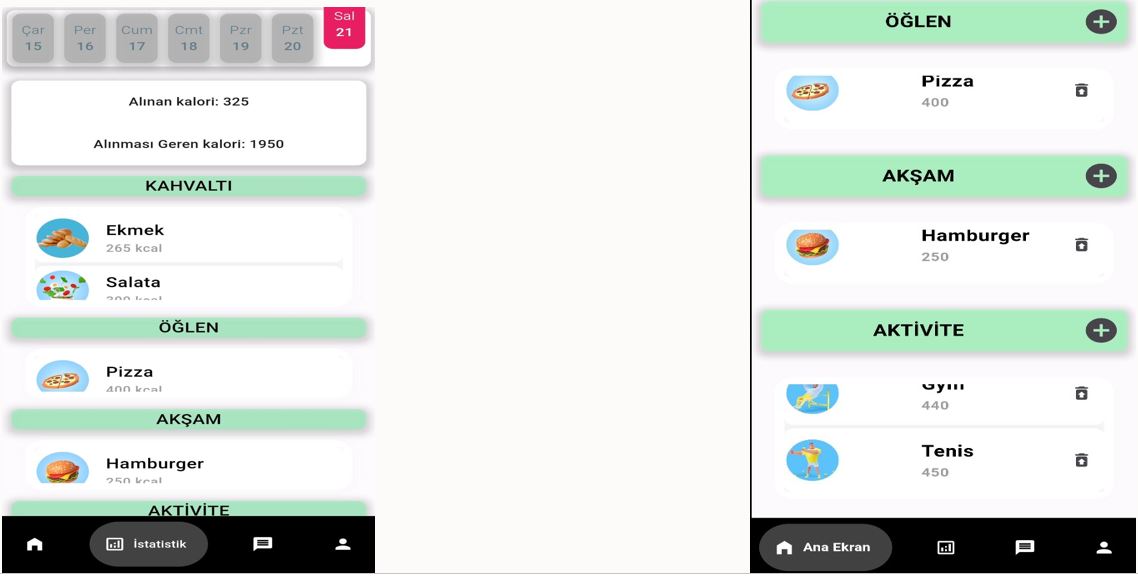 Çar
15
Per
16
Cum
17
Cmt
18
Pzr
19
Pzt
20
Sal
21
Alınan kalori: 325
Alınması Geren kalori: 1950
KAHVALTI
Ekmek
265 kcal
Salata
300 kcal
ÖĞLEN
Pizza
400 kcal
AKŞAM
Hamburger
250 kcal
AKTİVİTE
İstatistik
ÖĞLEN
Pizza
400
AKŞAM
Hamburger
250
AKTİVİTE
Gym
440
Tenis
450
Ana Ekran